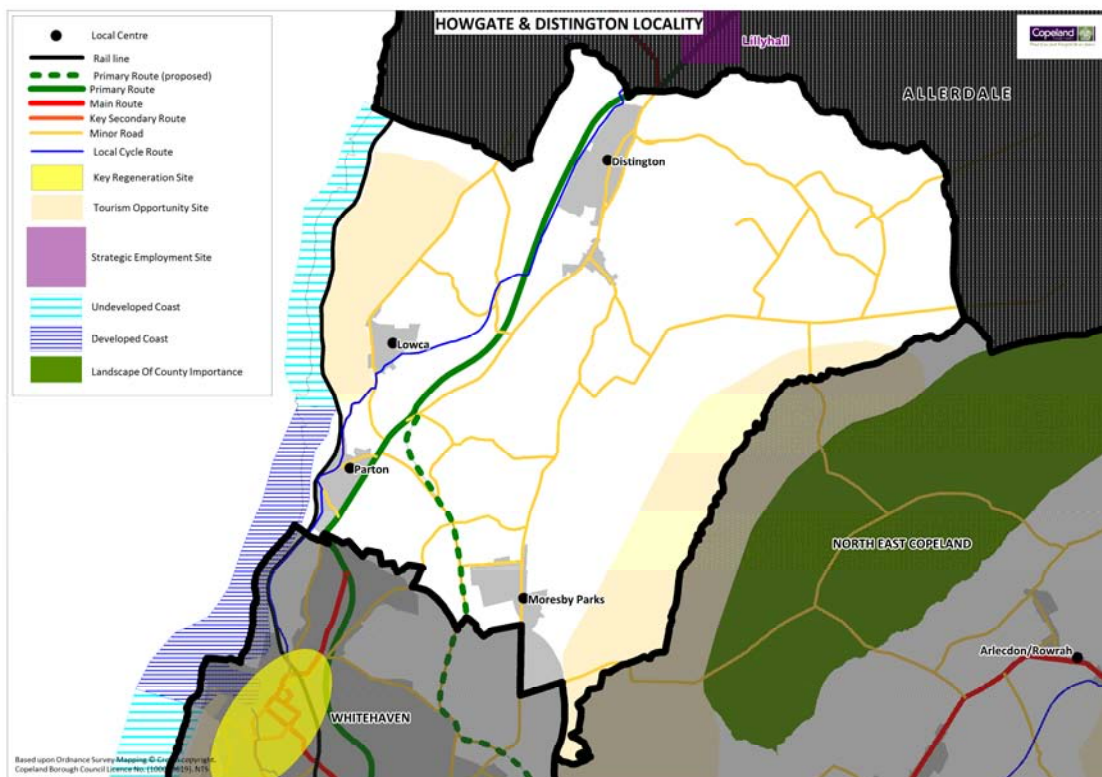 HOWGATE & DISTINGTON LOCALITY
Copeland
Lillyhall
ALLERDALE
Local Centre
Rail line
Primary Route (proposed)
Primary Route
Main Route
Key Secondary Route
Minor Road
Local Cycle Route
Key Regeneration Site
Tourism Opportunity Site
Strategic Employment Site
Undeveloped Coast
Developed Coast
Landscape Of County Importance
Distington
Lowca
Parton
NORTH EAST COPELAND
Moresby Parks
Arlecdon/Rowrah
WHITEHAVEN
Based upon Ordnance Survey Mapping © Crown copyright.
Copeland Borough Council Licence No. NTS